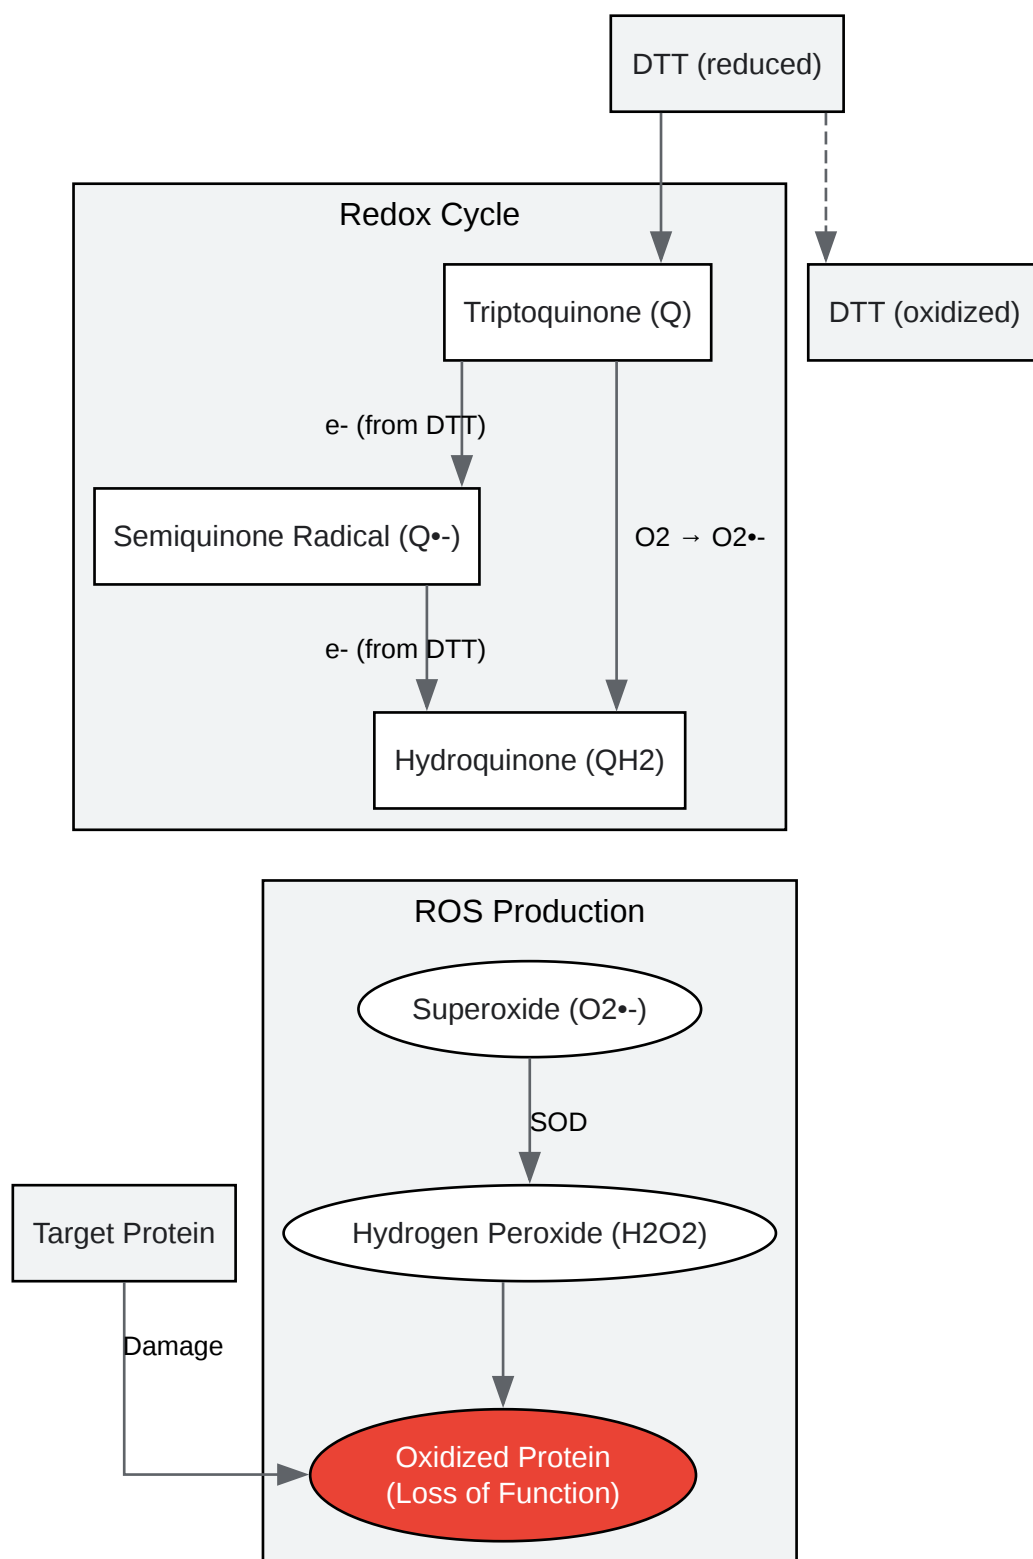 DTT (reduced)
Redox Cycle
Triptoquinone (Q)
DTT (oxidized)
e- (from DTT)
Semiquinone Radical (Q•-)
O2 → O2•-
e- (from DTT)
Hydroquinone (QH2)
ROS Production
Superoxide (O2•-)
SOD
Target Protein
Hydrogen Peroxide (H2O2)
Damage
Oxidized Protein
(Loss of Function)